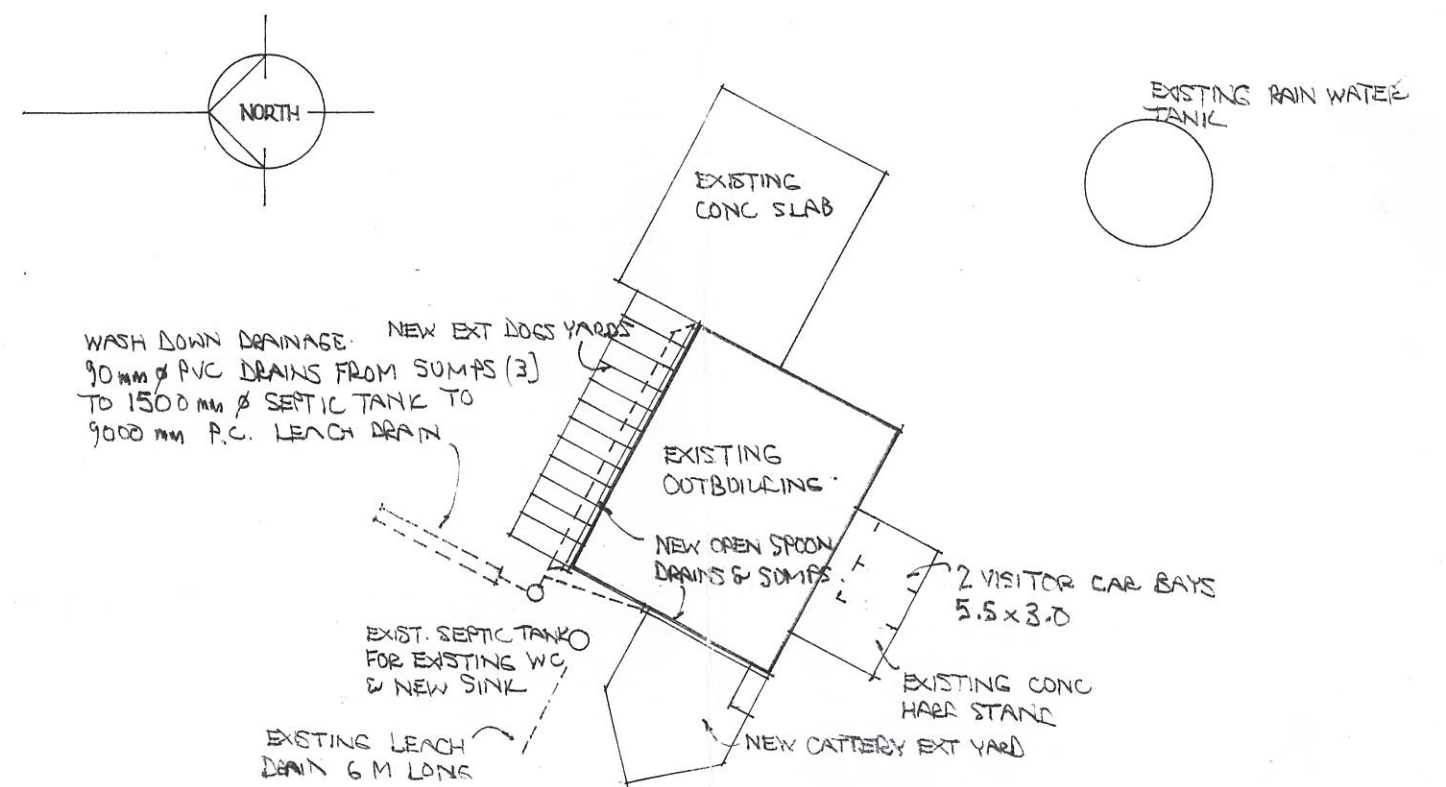 NORTH
EXISTING RAIN WATER
TANK
EXISTING
CONC SLAB
WASH DOWN DRAINAGE.
90mm ø PVC DRAINS FROM SUMPS (3)
TO 1500 mm ø SEPTIC TANK TO
9000 mm P.C. LEACH DRAIN
NEW EXT DOGS YARDS
EXISTING
OUTBUILDING
NEW OPEN SPOON
DRAINS & SUMPS.
2 VISITOR CAR BAYS
5.5 x 3.0
EXIST. SEPTIC TANK
FOR EXISTING WC
& NEW SINK
EXISTING CONC
HARD STAND
EXISTING LEACH
DRAIN 6 M LONG
NEW CATTERY EXT YARD